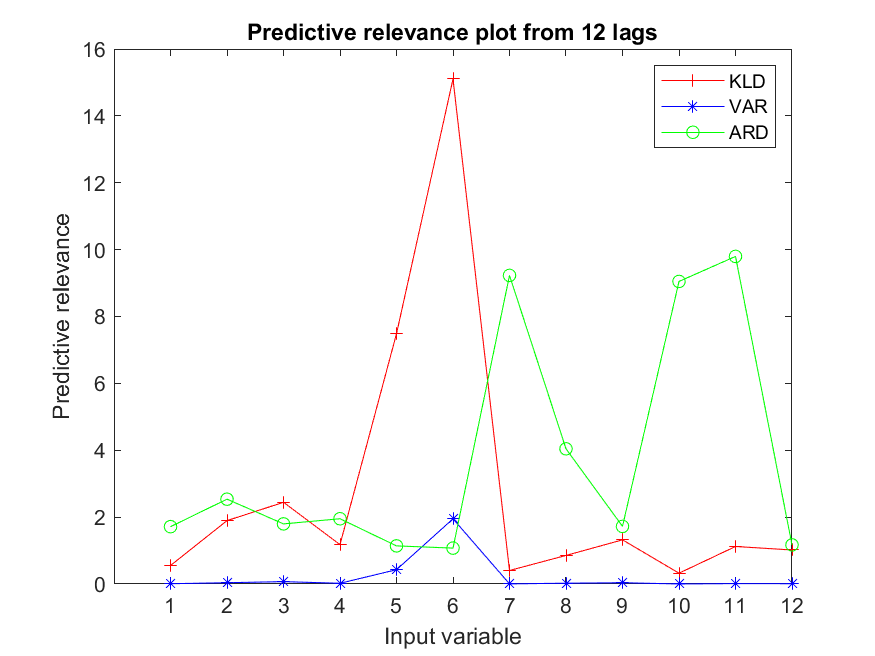 Predictive relevance plot from 12 lags
KLD
VAR
ARD
16
14
12
10
8
6
4
2
0
Predictive relevance
1 2 3 4 5 6 7 8 9 10 11 12
Input variable